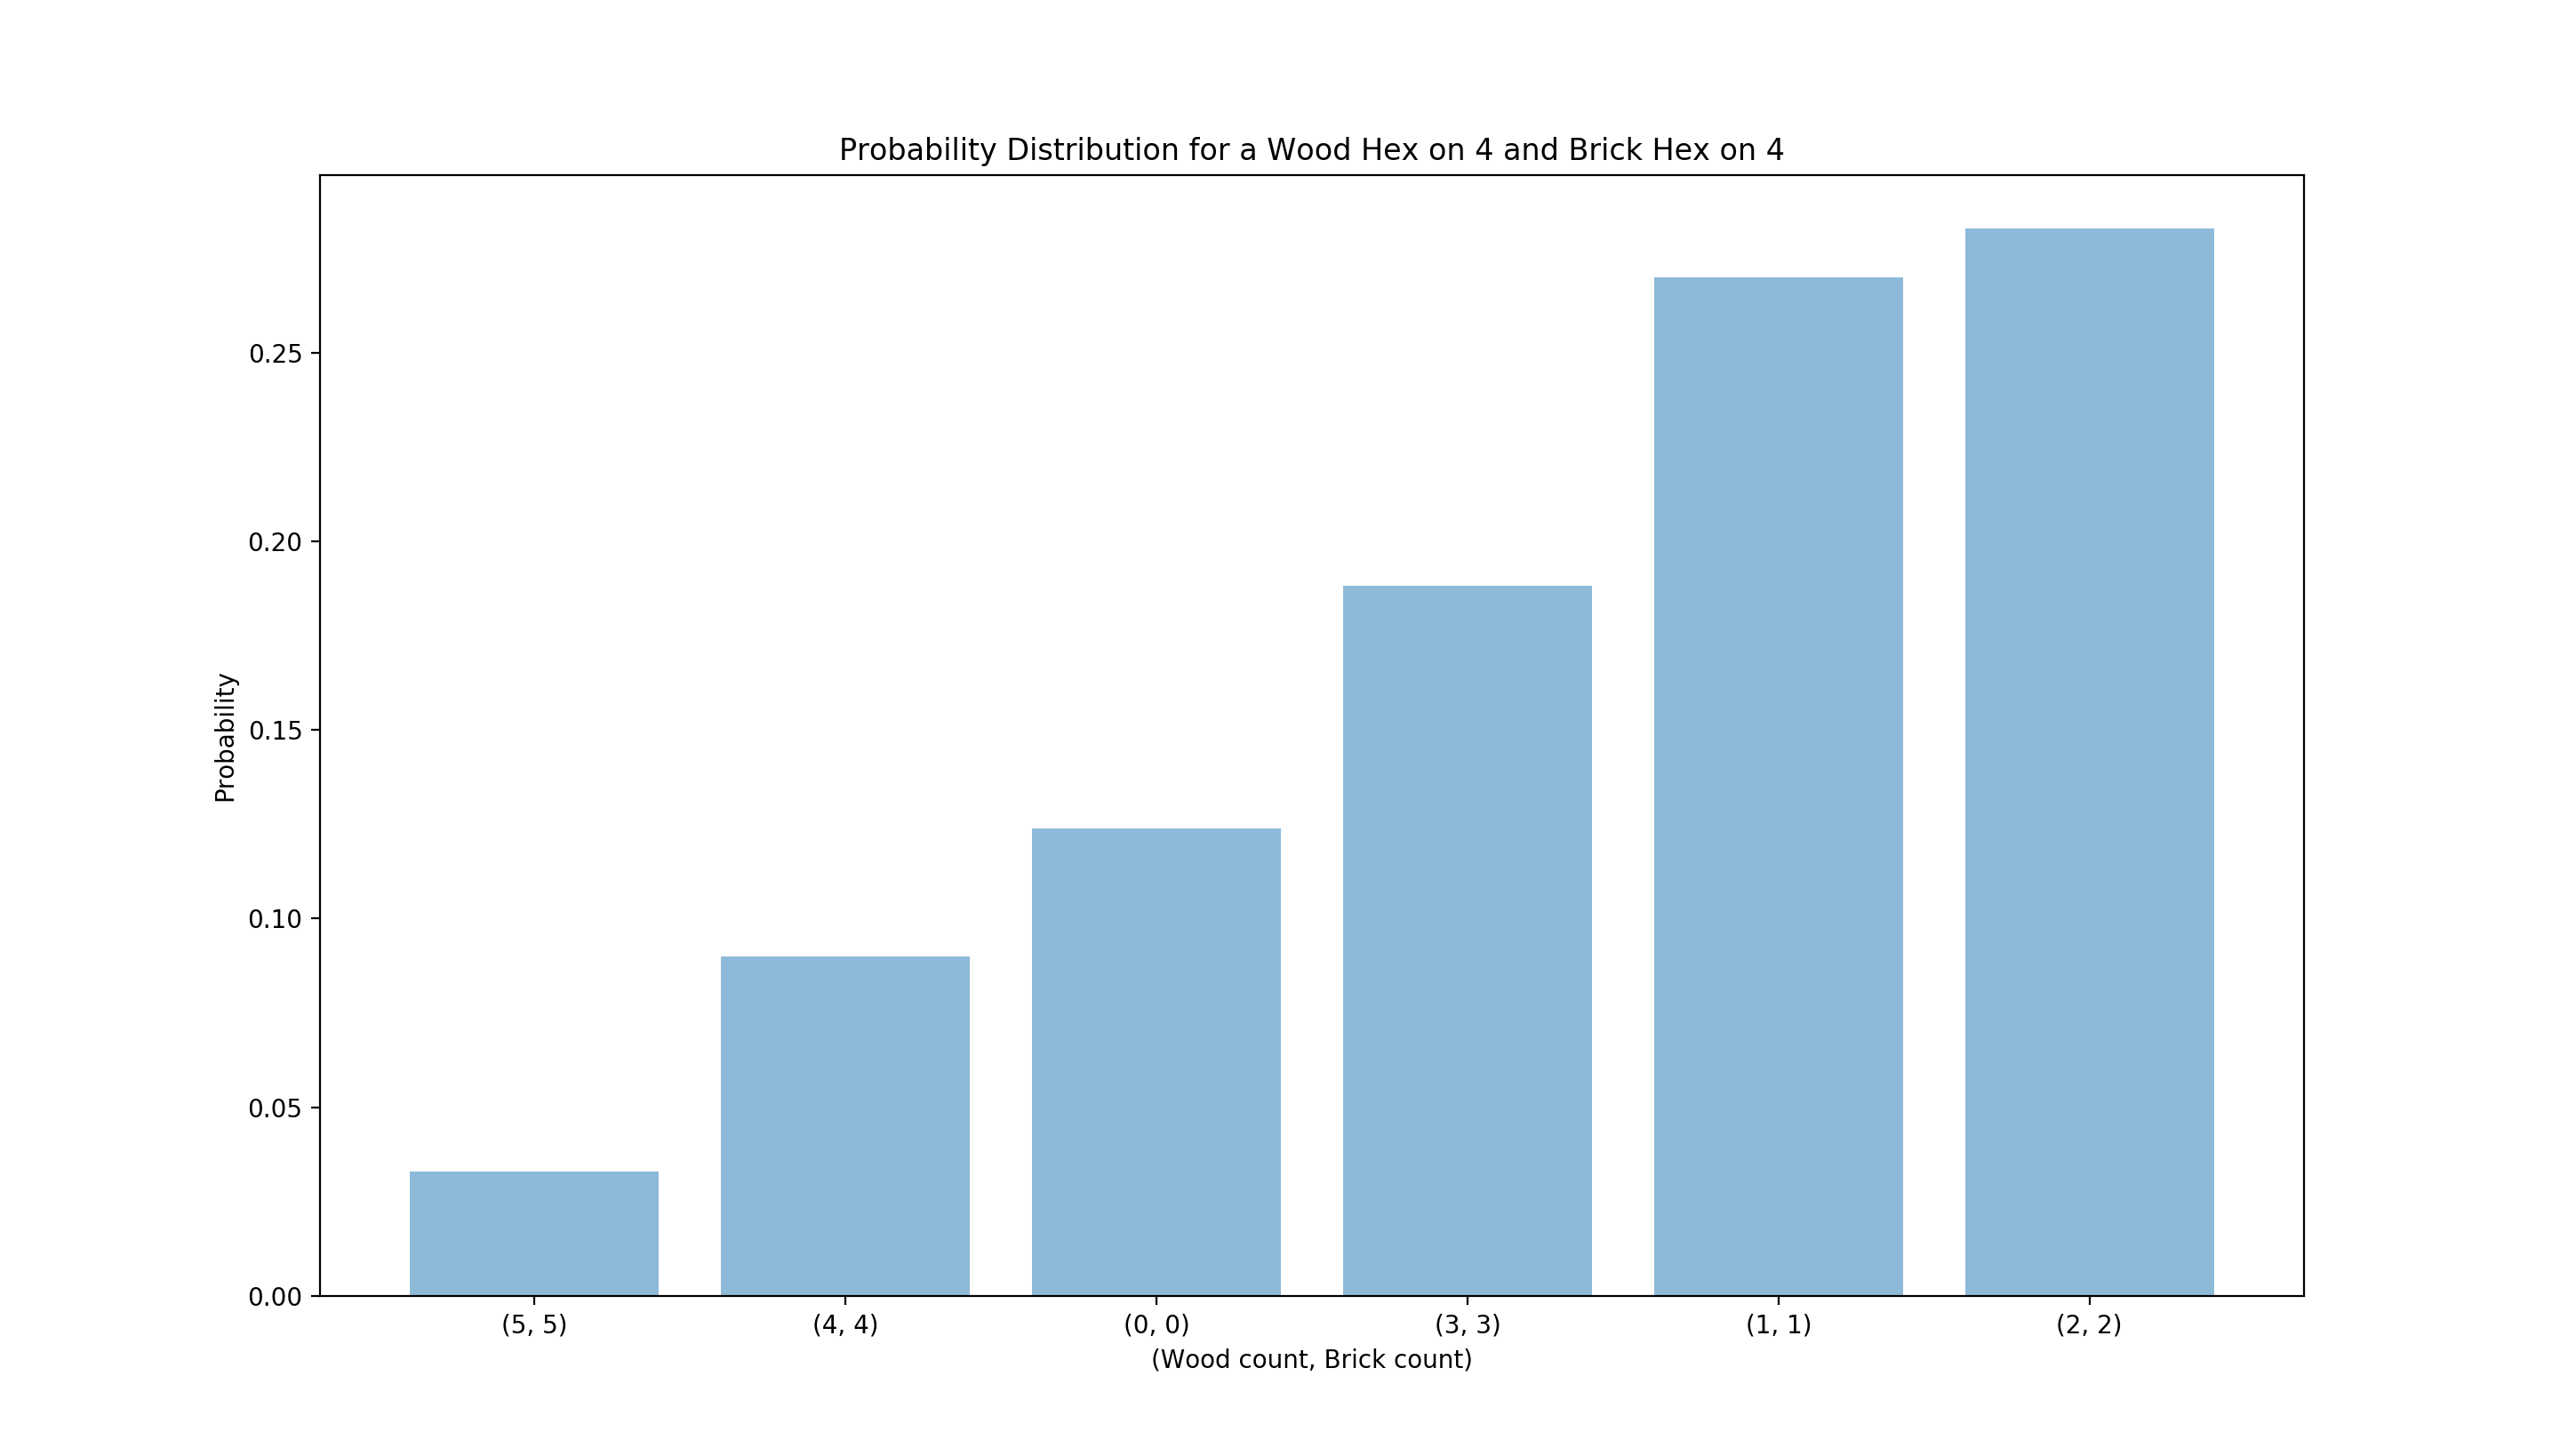 Probability Distribution for a Wood Hex on 4 and Brick Hex on 4
Probability
0.25
0.20
0.15
0.10
0.05
0.00
(5, 5) (4, 4) (0, 0) (3, 3) (1, 1) (2, 2)
(Wood count, Brick count)